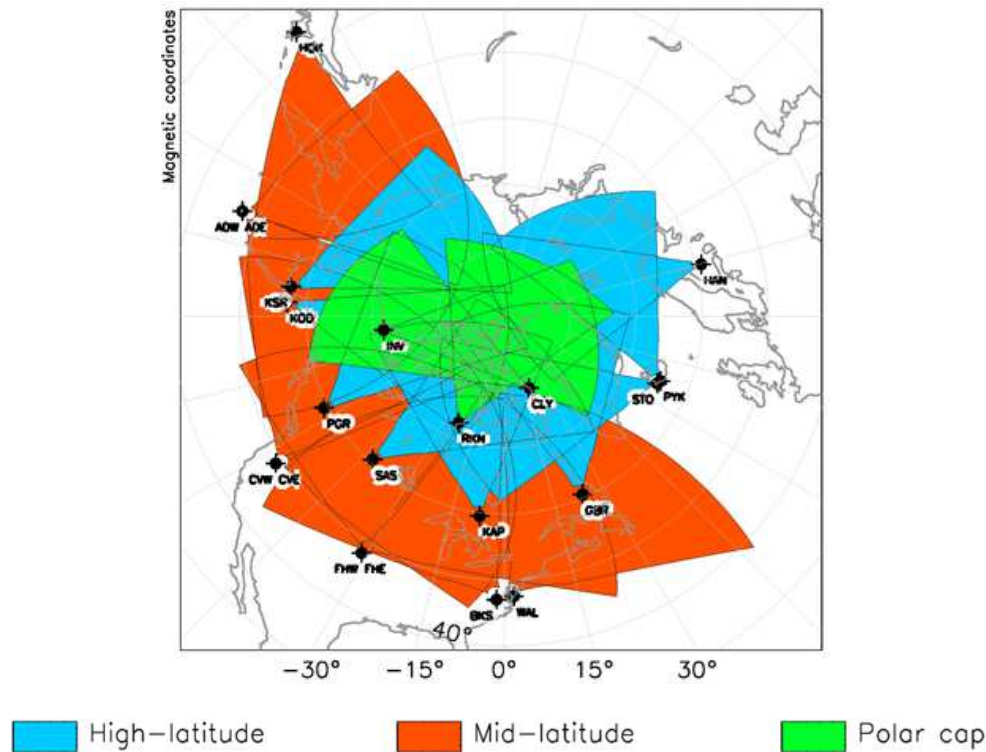 Magnetic coordinates
HOK
ADW ADE
HAN
KSR
KOD
INV
CLY
STO PYK
PGR
RKN
CVW CVE
SAS
GBR
KAP
FHW FHE
BKS WAL
40°
-30° -15° 0° 15° 30°
High-latitude Mid-latitude Polar cap